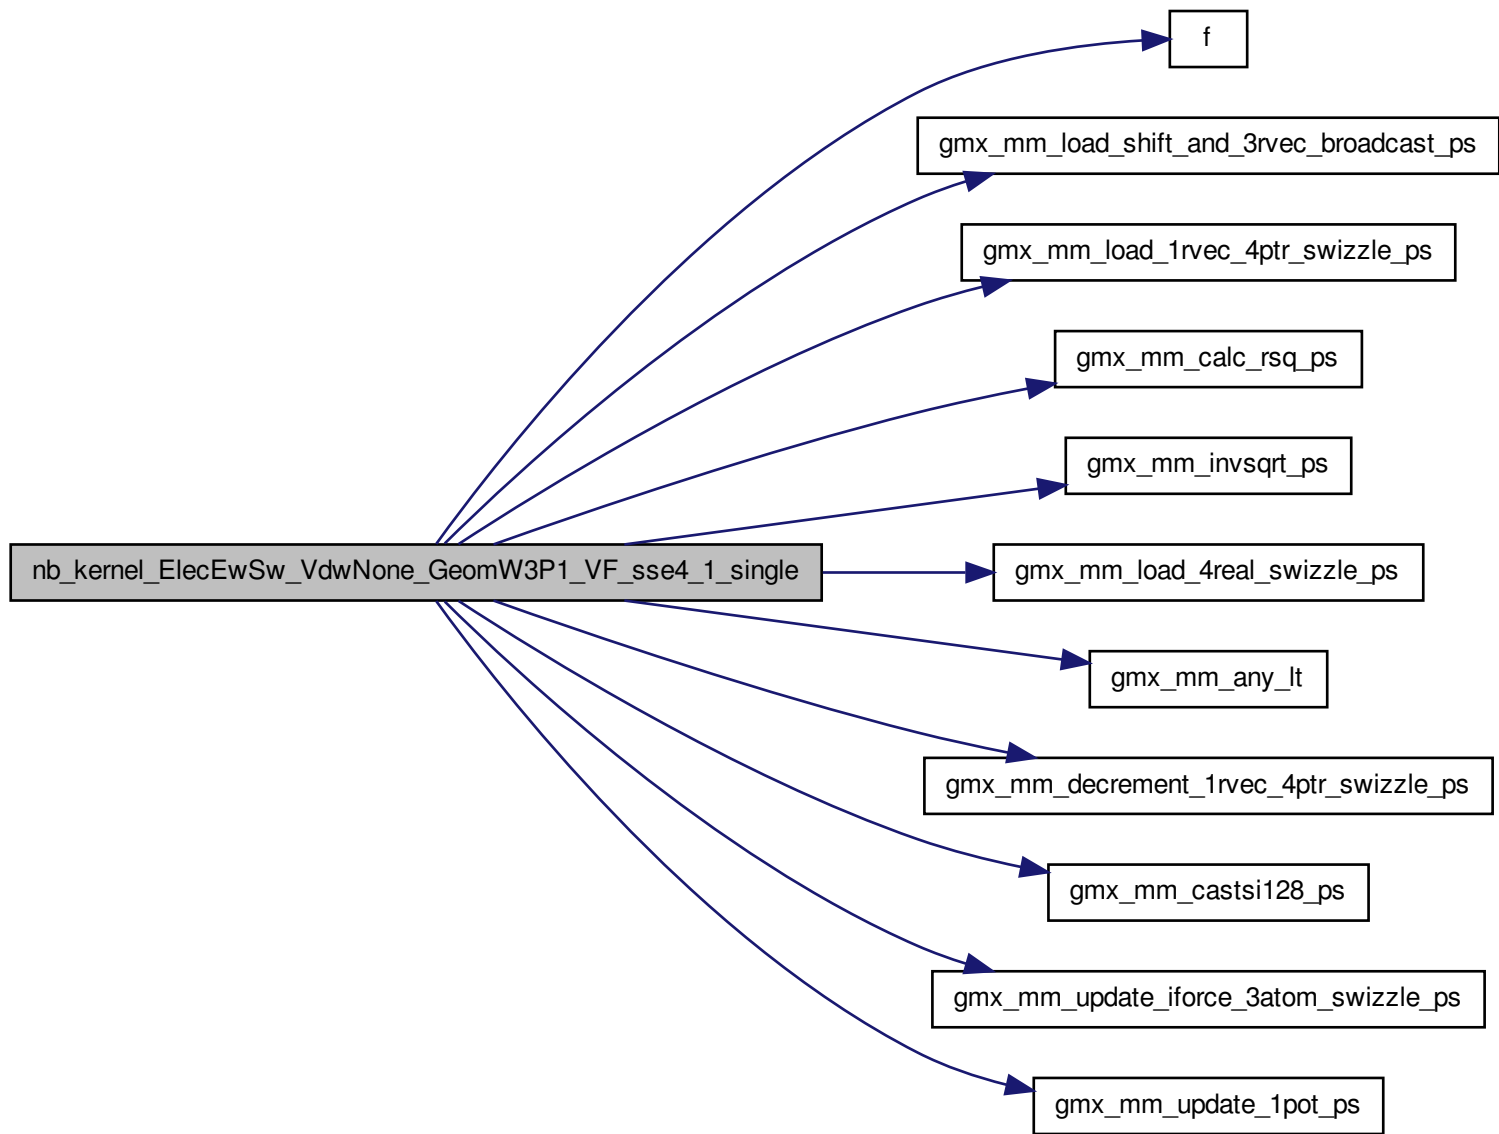 f
gmx_mm_load_shift_and_3rvec_broadcast_ps
gmx_mm_load_1rvec_4ptr_swizzle_ps
gmx_mm_calc_rsq_ps
gmx_mm_invsqrt_ps
nb_kernel_ElecEwSw_VdwNone_GeomW3P1_VF_sse4_1_single
gmx_mm_load_4real_swizzle_ps
gmx_mm_any_lt
gmx_mm_decrement_1rvec_4ptr_swizzle_ps
gmx_mm_castsi128_ps
gmx_mm_update_iforce_3atom_swizzle_ps
gmx_mm_update_1pot_ps